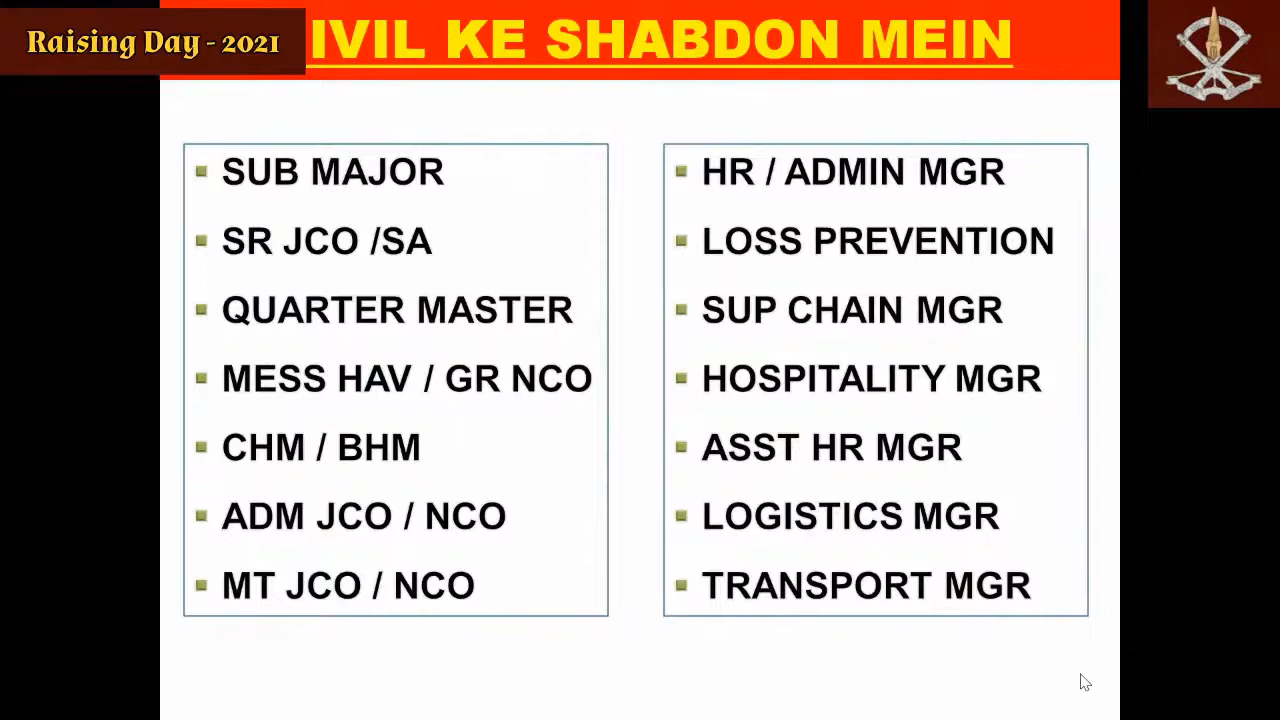 Raising Day - 2021
IVIL KE SHABDON MEIN
SUB MAJOR
SR JCO /SA
QUARTER MASTER
MESS HAV / GR NCO
CHM / BHM
ADM JCO / NCO
MT JCO / NCO
HR / ADMIN MGR
LOSS PREVENTION
SUP CHAIN MGR
HOSPITALITY MGR
ASST HR MGR
LOGISTICS MGR
TRANSPORT MGR